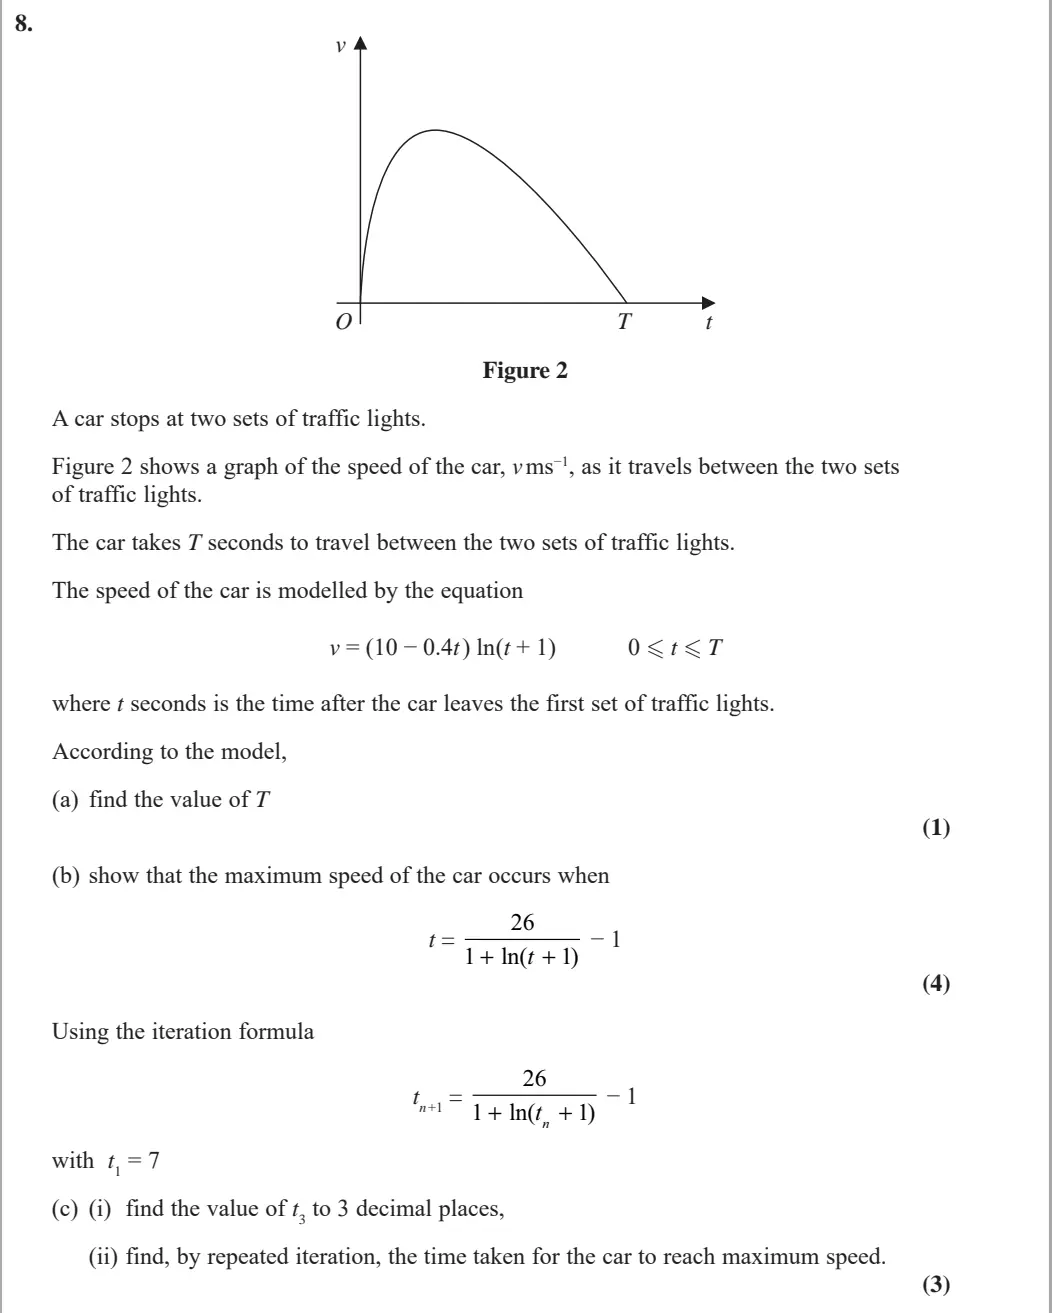 8.
v
O
T
t
Figure 2
A car stops at two sets of traffic lights.
Figure 2 shows a graph of the speed of the car, v ms⁻¹, as it travels between the two sets
of traffic lights.
The car takes T seconds to travel between the two sets of traffic lights.
The speed of the car is modelled by the equation
v = (10 − 0.4t) ln(t + 1) 0 ⩽ t ⩽ T
where t seconds is the time after the car leaves the first set of traffic lights.
According to the model,
(a) find the value of T
(1)
(b) show that the maximum speed of the car occurs when
t = 26 / (1 + ln(t + 1)) − 1
(4)
Using the iteration formula
tₙ₊₁ = 26 / (1 + ln(tₙ + 1)) − 1
with t₁ = 7
(c) (i) find the value of t₃ to 3 decimal places,
(ii) find, by repeated iteration, the time taken for the car to reach maximum speed.
(3)